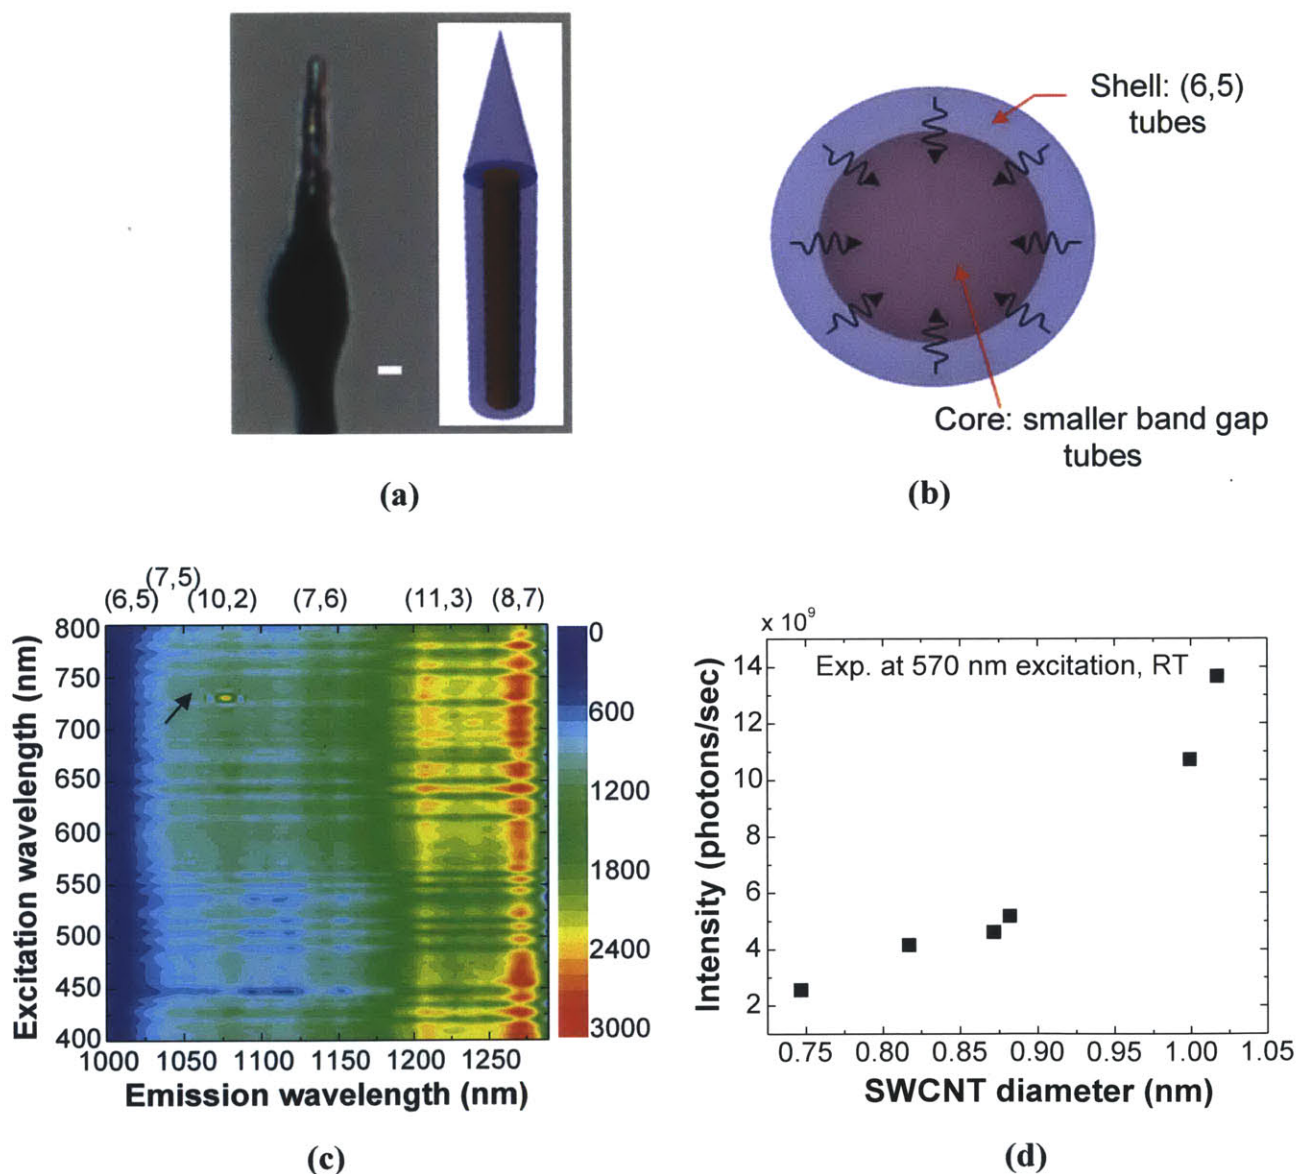 Shell: (6,5)
tubes
Core: smaller band gap
tubes
(a)
(b)
(7,5)
(6,5) (10,2) (7,6) (11,3) (8,7)
800
750
700
650
600
550
500
450
400
Excitation wavelength (nm)
1000 1050 1100 1150 1200 1250
Emission wavelength (nm)
0
600
1200
1800
2400
3000
(c)
x 10⁹
Exp. at 570 nm excitation, RT
14
12
10
8
6
4
2
Intensity (photons/sec)
0.75 0.80 0.85 0.90 0.95 1.00 1.05
SWCNT diameter (nm)
(d)